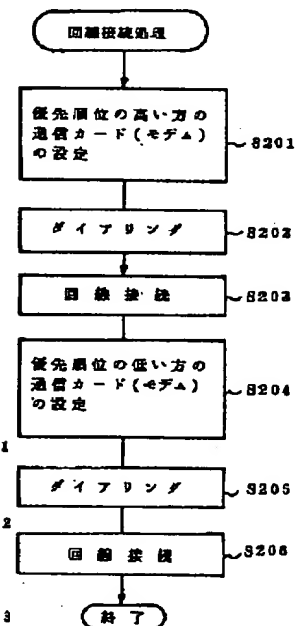 回線接続処理
優先順位の高い方の
通信カード(モデム)
の設定
S201
ダイアリング
S202
回線接続
S203
優先順位の低い方の
通信カード(モデム)
の設定
S204
1
ダイアリング
S205
2
回線接続
S206
3
終了